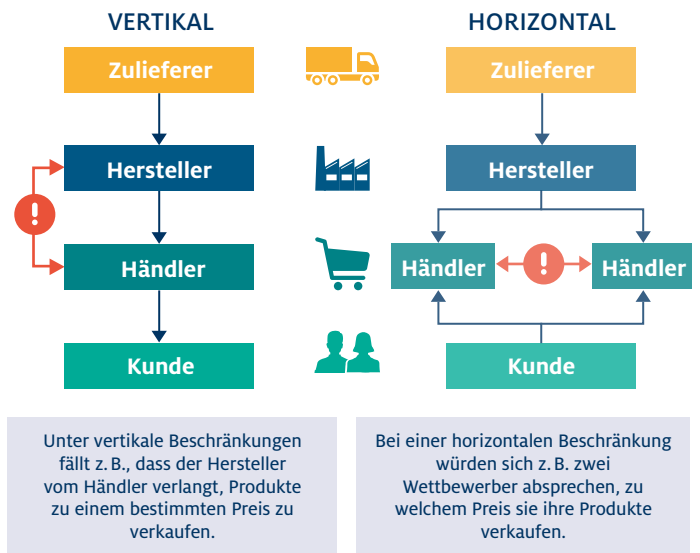 VERTIKAL
Zulieferer
Hersteller
!
Händler
Kunde
Unter vertikale Beschränkungen
fällt z. B., dass der Hersteller
vom Händler verlangt, Produkte
zu einem bestimmten Preis zu
verkaufen.
HORIZONTAL
Zulieferer
Hersteller
Händler
!
Händler
Kunde
Bei einer horizontalen Beschränkung
würden sich z. B. zwei
Wettbewerber absprechen, zu
welchem Preis sie ihre Produkte
verkaufen.